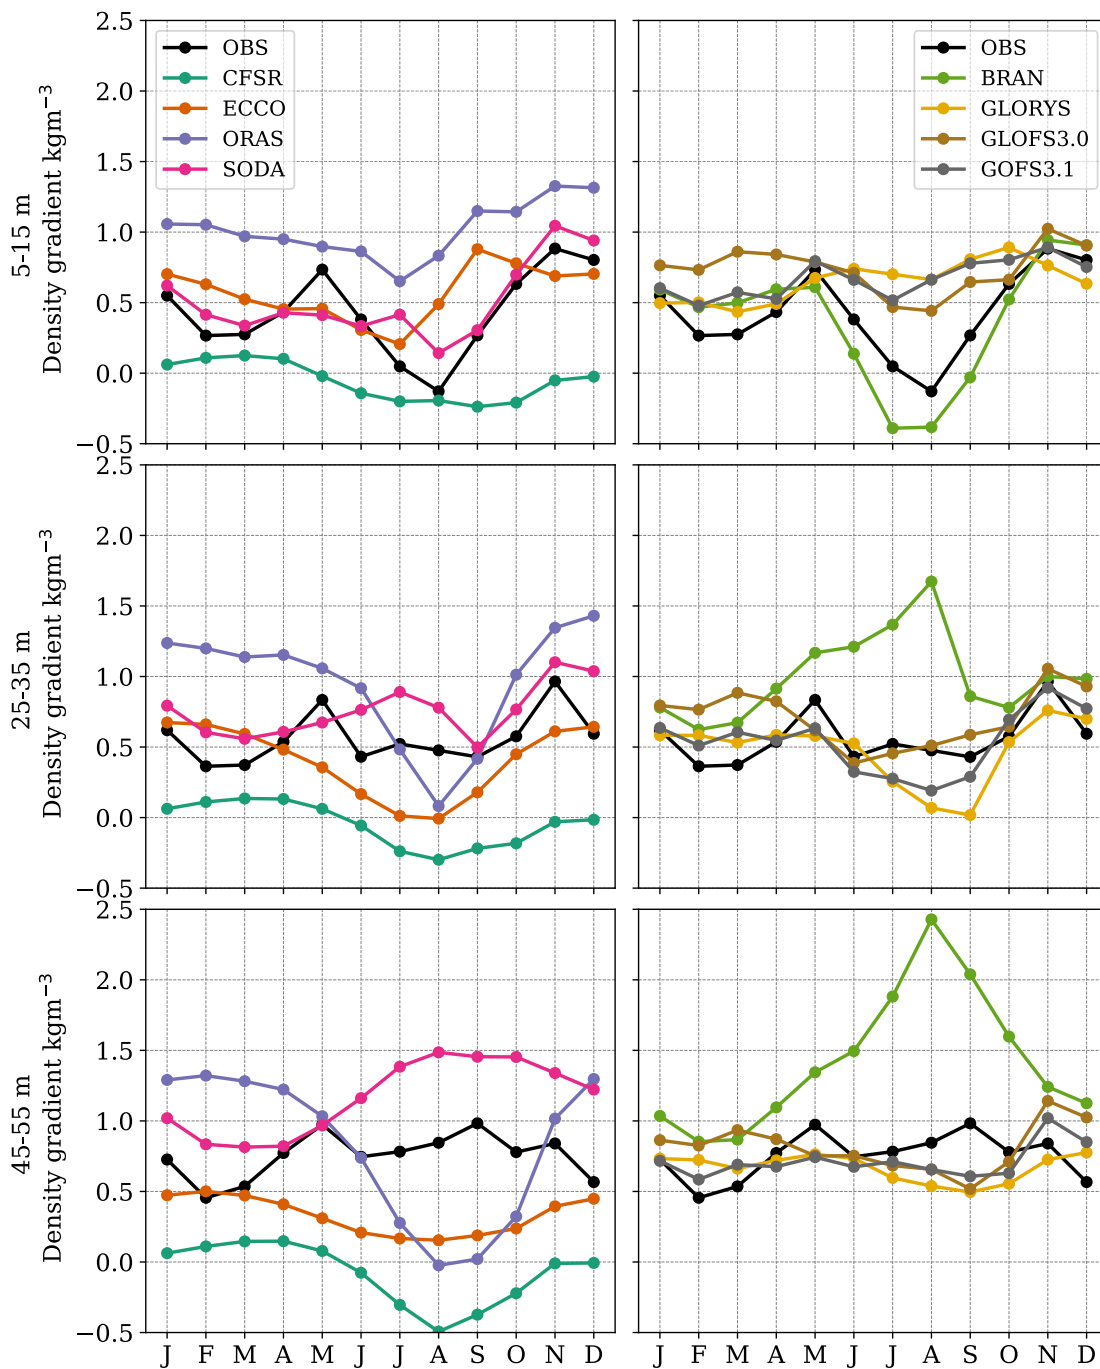 5-15 m
Density gradient kgm⁻³
2.5
2.0
1.5
1.0
0.5
0.0
−0.5
OBS
CFSR
ECCO
ORAS
SODA
OBS
BRAN
GLORYS
GLOFS3.0
GOFS3.1
25-35 m
Density gradient kgm⁻³
2.5
2.0
1.5
1.0
0.5
0.0
−0.5
45-55 m
Density gradient kgm⁻³
2.5
2.0
1.5
1.0
0.5
0.0
−0.5
J F M A M J J A S O N D
J F M A M J J A S O N D